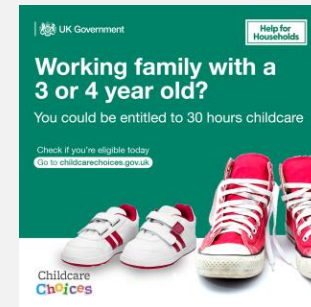 UK Government
Help for
Households
Working family with a
3 or 4 year old?
You could be entitled to 30 hours childcare
Check if you're eligible today
Go to childcarechoices.gov.uk
Childcare
Choices